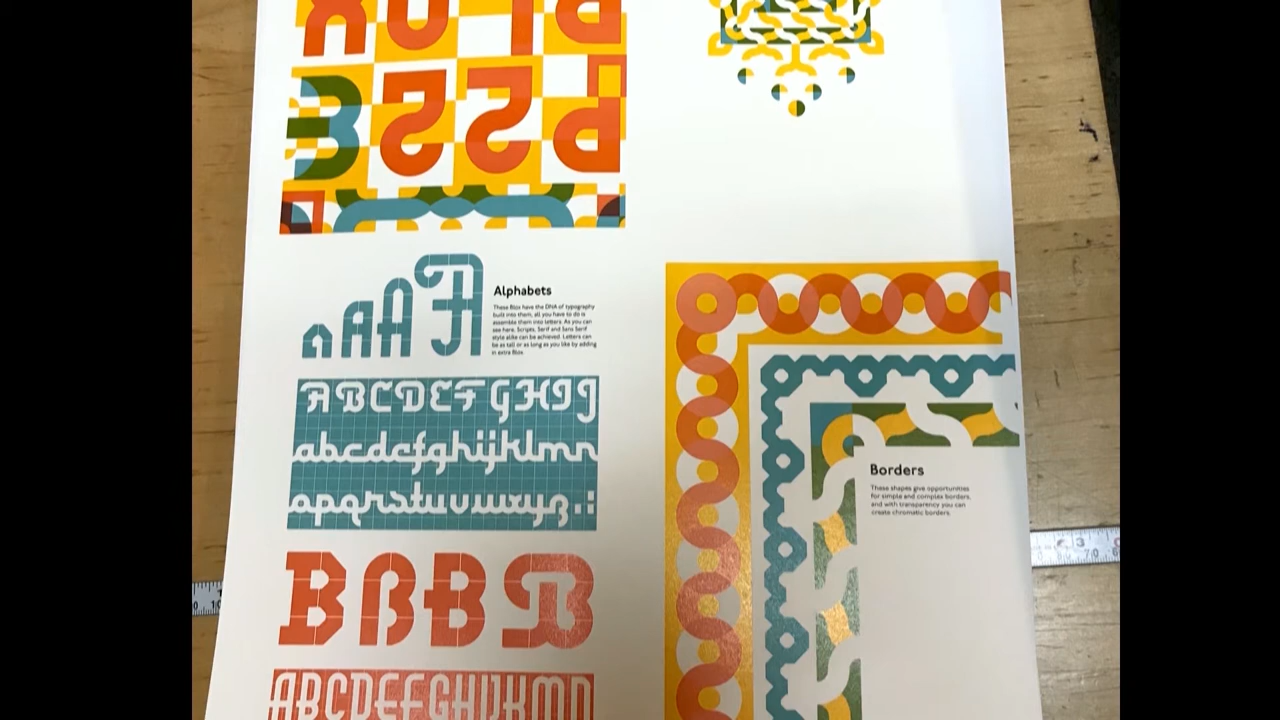 Alphabets
These Blox have the DNA of typography
built into them, all you have to do is
assemble them into letters. As you can
see here, Scripts, Serif and Sans Serif
style alike can be achieved. Letters can
be as tall or as long as you like by adding
in extra Blox.
aAAA
ABCDEFGHIJ
abcdefghijklmn
opqrstuvwxyz.:
BBBB
ABCDEFGHIJKMN
Borders
These shapes give opportunities
for simple and complex borders,
and with transparency you can
create chromatic borders.